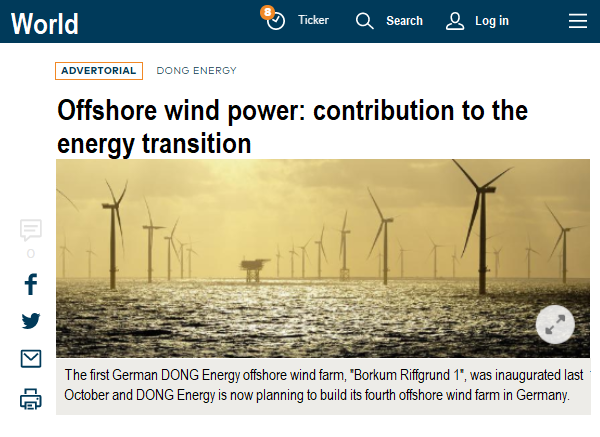 World
8
Ticker
Search
Log in
ADVERTORIAL DONG ENERGY
Offshore wind power: contribution to the
energy transition
0
The first German DONG Energy offshore wind farm, "Borkum Riffgrund 1", was inaugurated last
October and DONG Energy is now planning to build its fourth offshore wind farm in Germany.